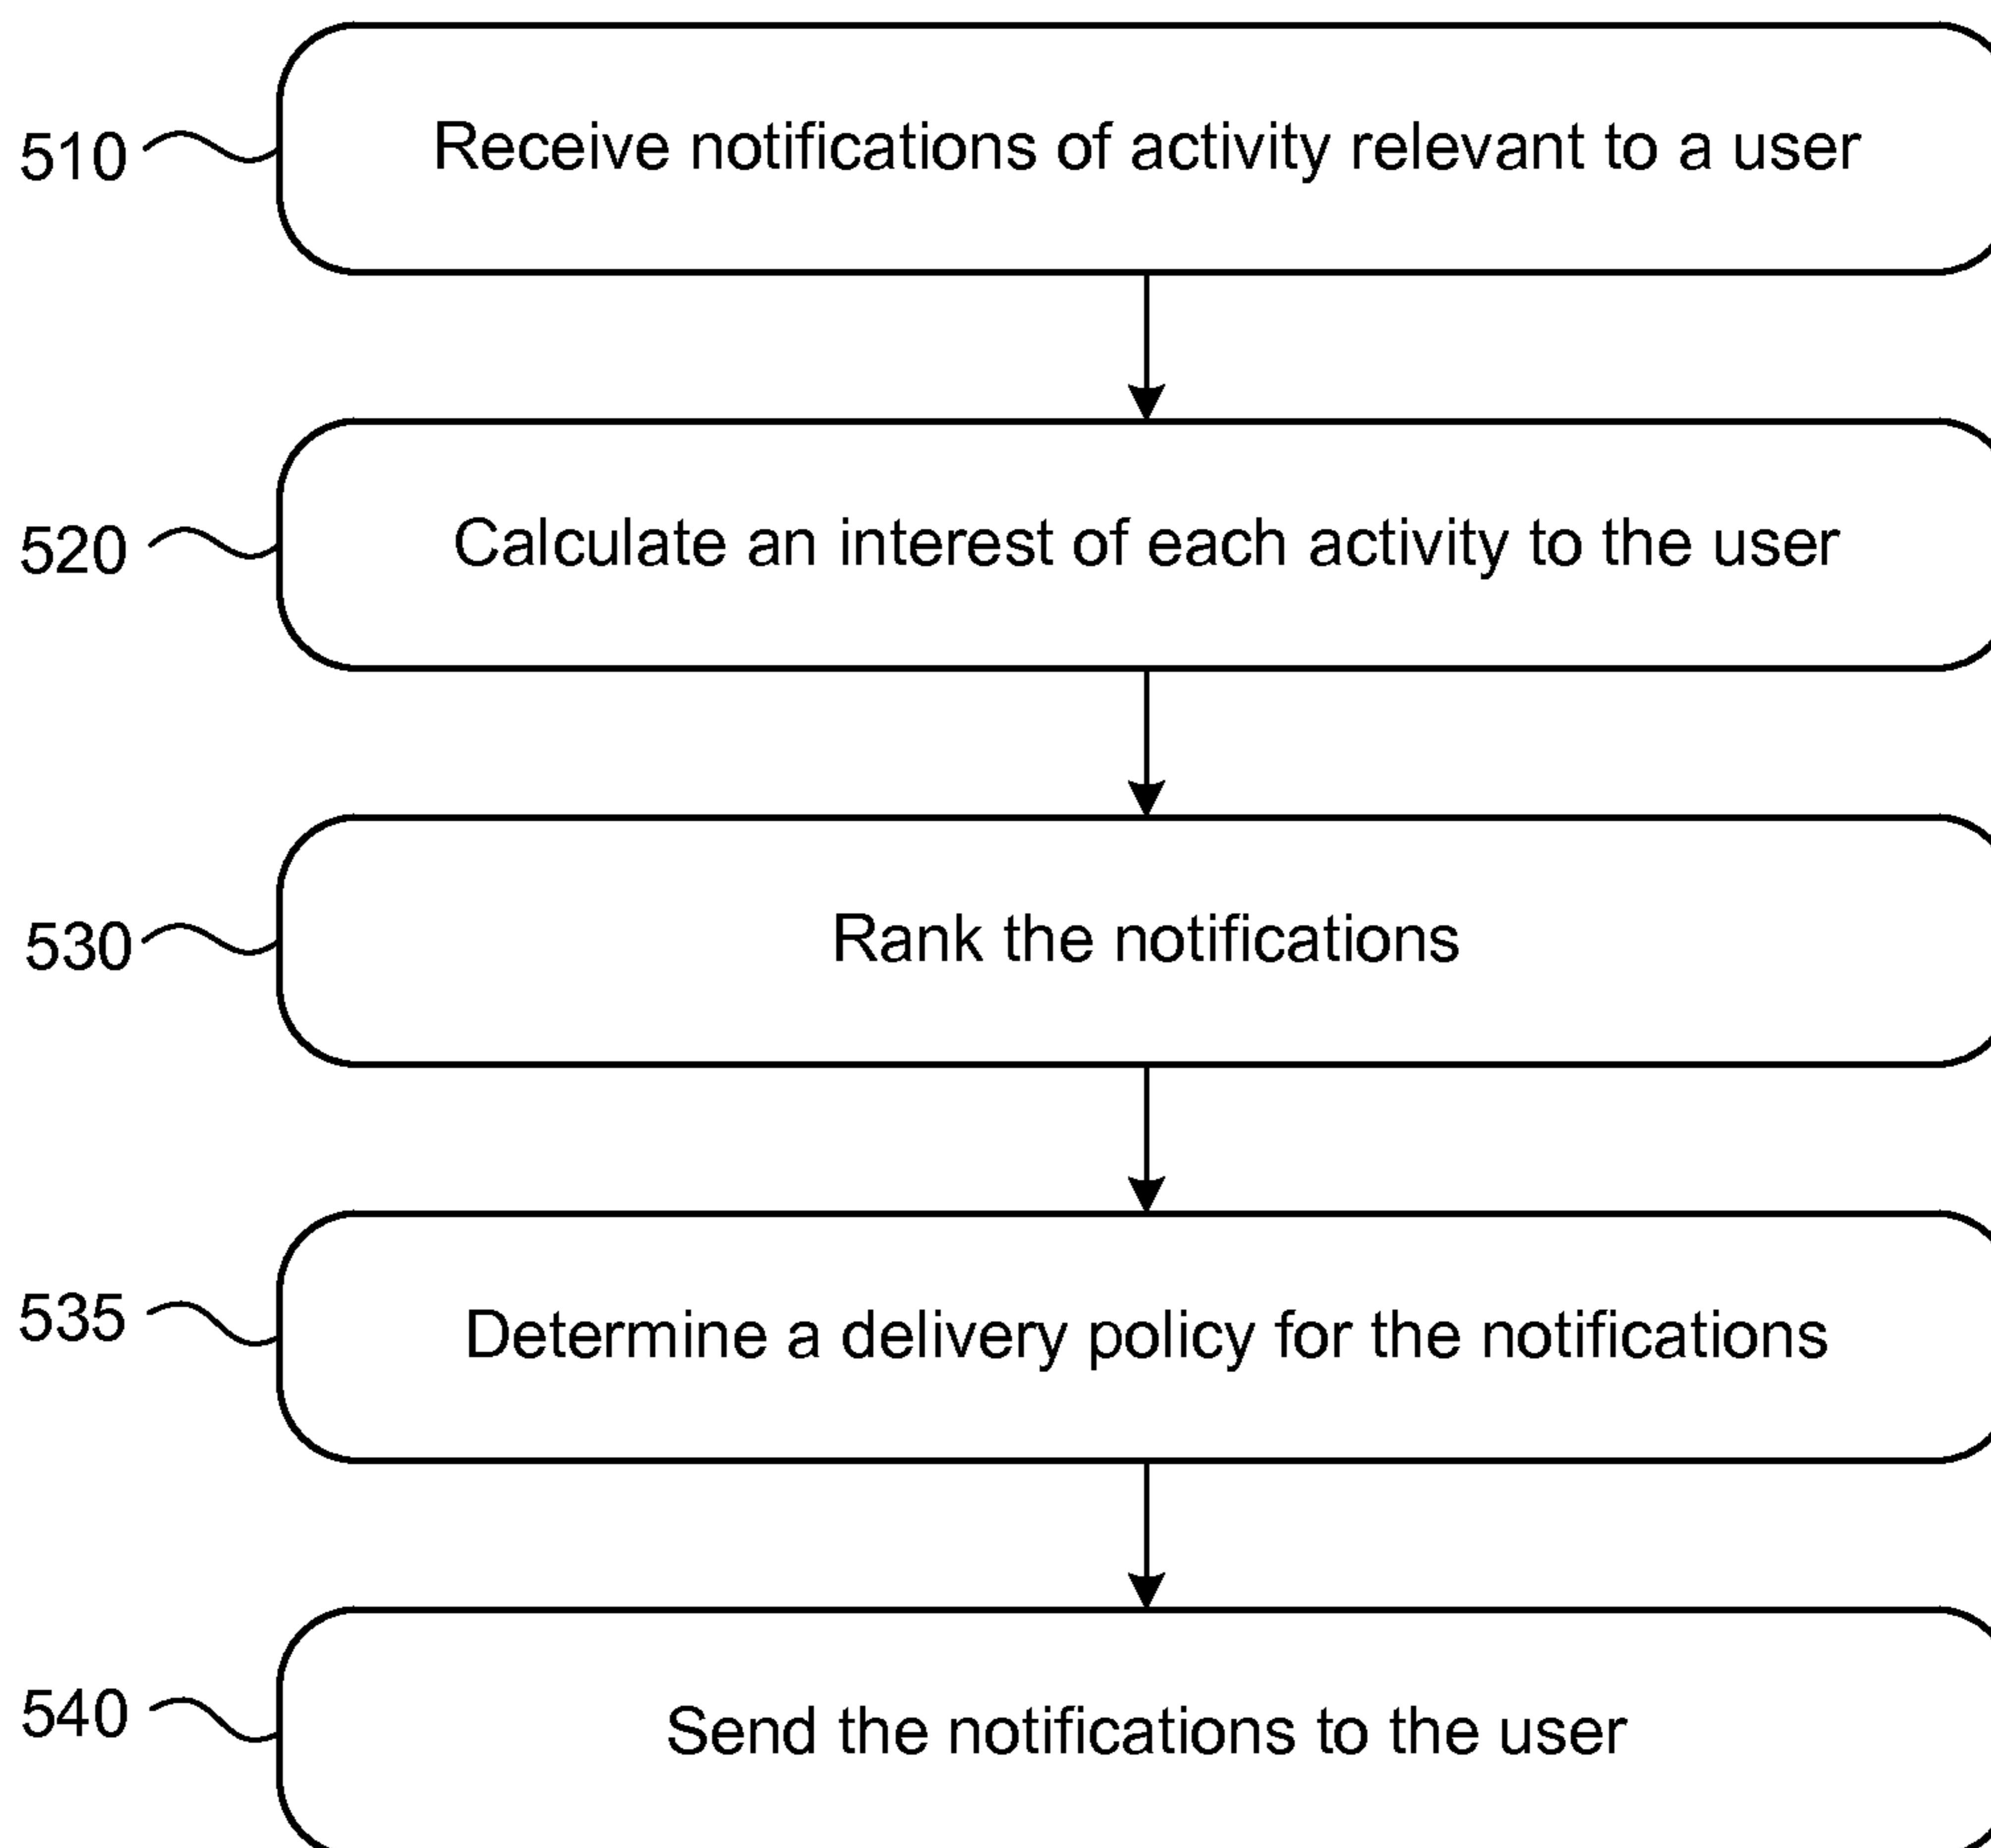 510 Receive notifications of activity relevant to a user
520 Calculate an interest of each activity to the user
530 Rank the notifications
535 Determine a delivery policy for the notifications
540 Send the notifications to the user